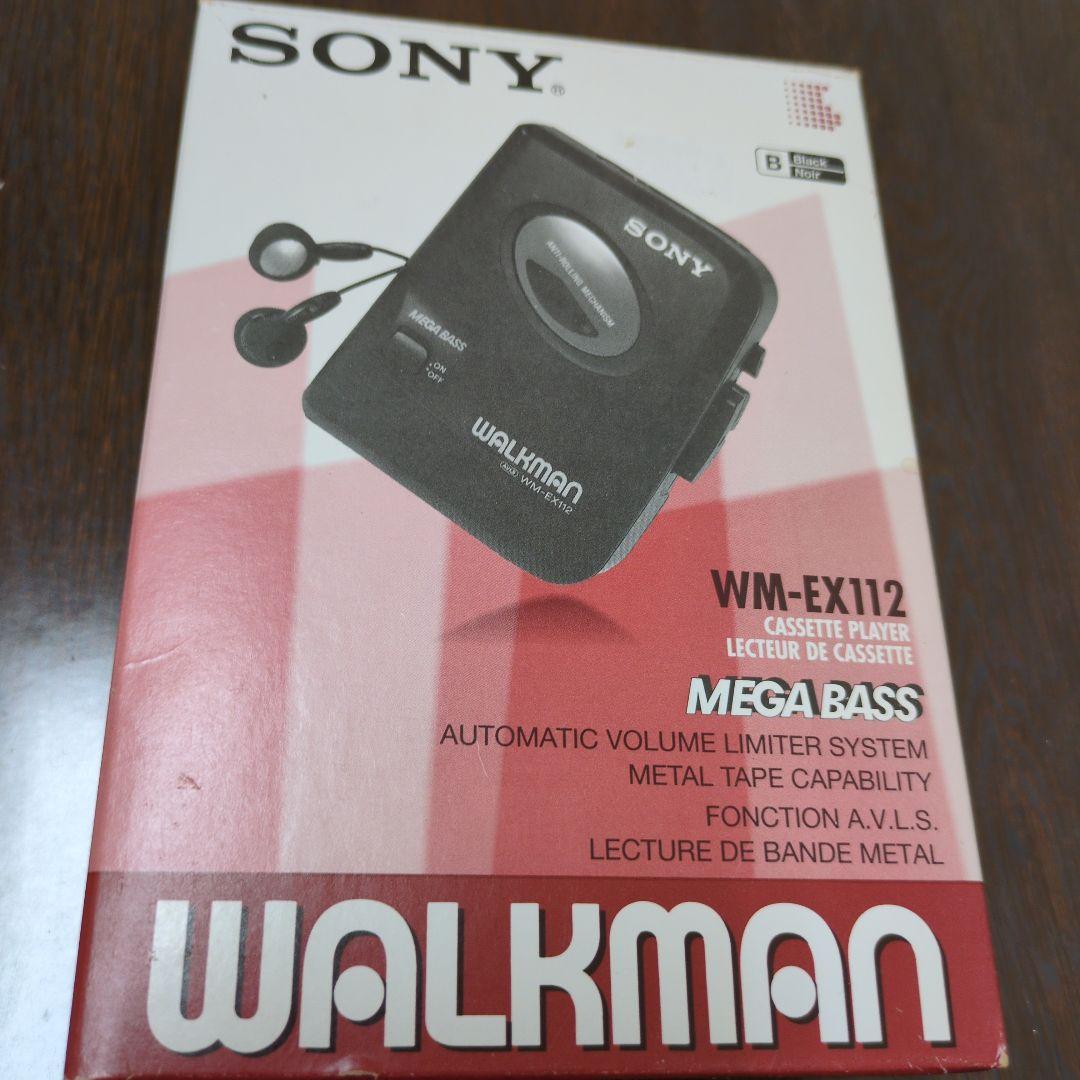 SONY®
B Black
Noir
SONY
ANTI-ROLLING MECHANISM
MEGA BASS
ON
OFF
WALKMAN
AVLS WM-EX112
WM-EX112
CASSETTE PLAYER
LECTEUR DE CASSETTE
MEGA BASS
AUTOMATIC VOLUME LIMITER SYSTEM
METAL TAPE CAPABILITY
FONCTION A.V.L.S.
LECTURE DE BANDE METAL
WALKMAN